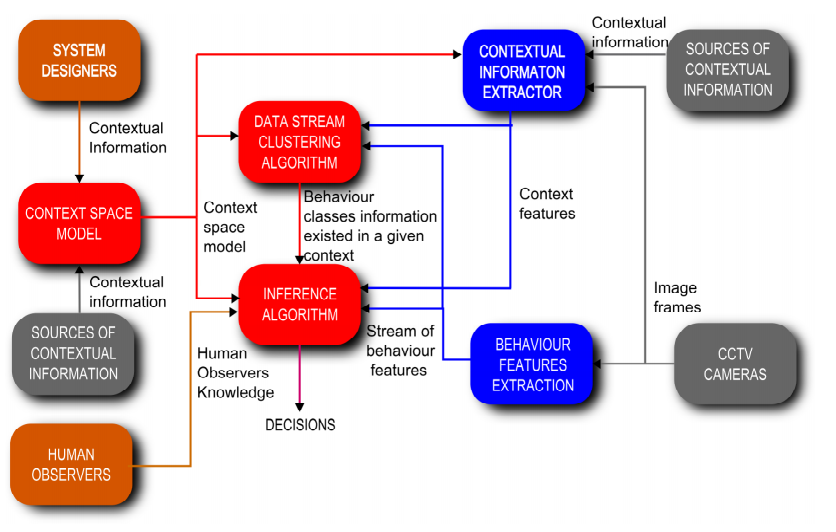 SYSTEM
DESIGNERS
Contextual
Information
CONTEXT SPACE
MODEL
Contextual
information
SOURCES OF
CONTEXTUAL
INFORMATION
HUMAN
OBSERVERS
Context
space
model
Human
Observers
Knowledge
DATA STREAM
CLUSTERING
ALGORITHM
Behaviour
classes information
existed in a given
context
INFERENCE
ALGORITHM
DECISIONS
Stream of
behaviour
features
CONTEXTUAL
INFORMATON
EXTRACTOR
Contextual
information
SOURCES OF
CONTEXTUAL
INFORMATION
Context
features
Image
frames
BEHAVIOUR
FEATURES
EXTRACTION
CCTV
CAMERAS